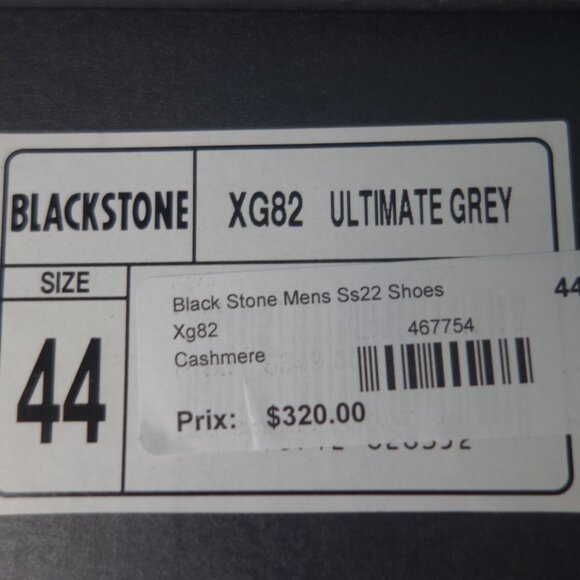 BLACKSTONE
XG82 ULTIMATE GREY
SIZE
44
Black Stone Mens Ss22 Shoes
44
Xg82
467754
Cashmere
Prix: $320.00